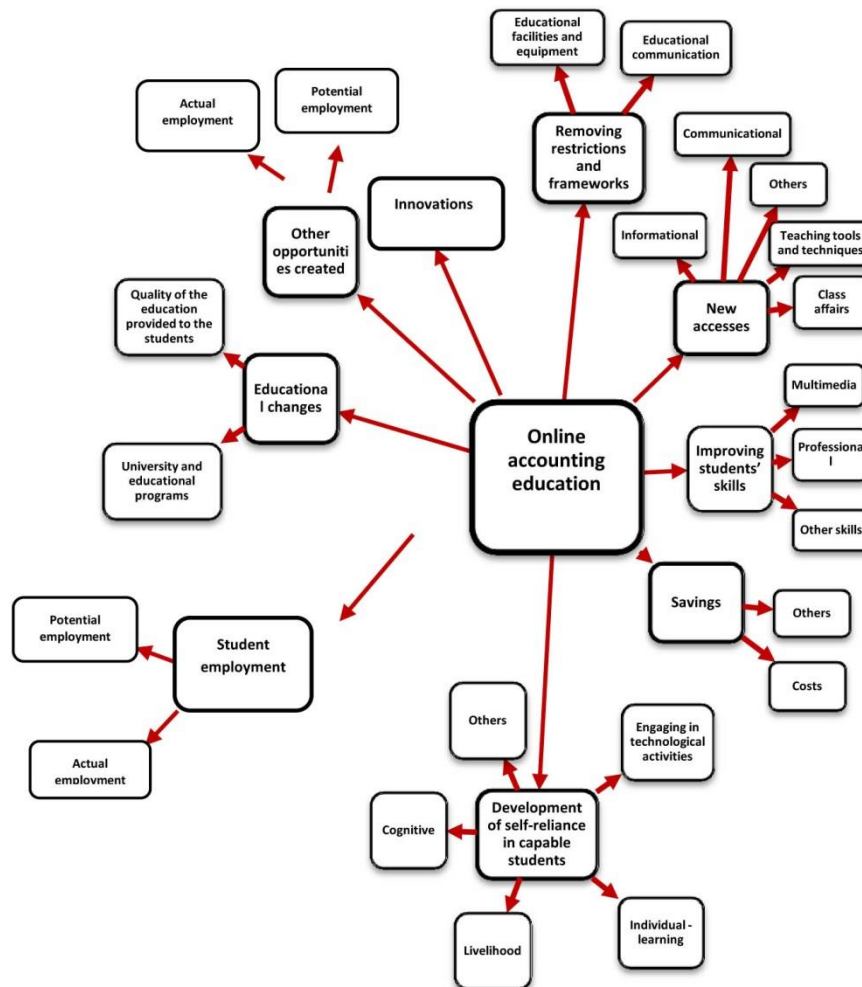 Educational
facilities and
equipment
Educational
communication
Actual
employment
Potential
employment
Removing
restrictions
and
frameworks
Communicational
Others
Innovations
Other
opportuniti
es created
Informational
Teaching tools
and techniques
New
accesses
Class
affairs
Quality of the
education
provided to the
students
Educationa
l changes
University and
educational
programs
Online
accounting
education
Multimedia
Improving
students’
skills
Professiona
l
Other skills
Savings
Others
Costs
Potential
employment
Student
employment
Actual
employment
Others
Engaging in
technological
activities
Cognitive
Development
of self-reliance
in capable
students
Livelihood
Individual -
learning